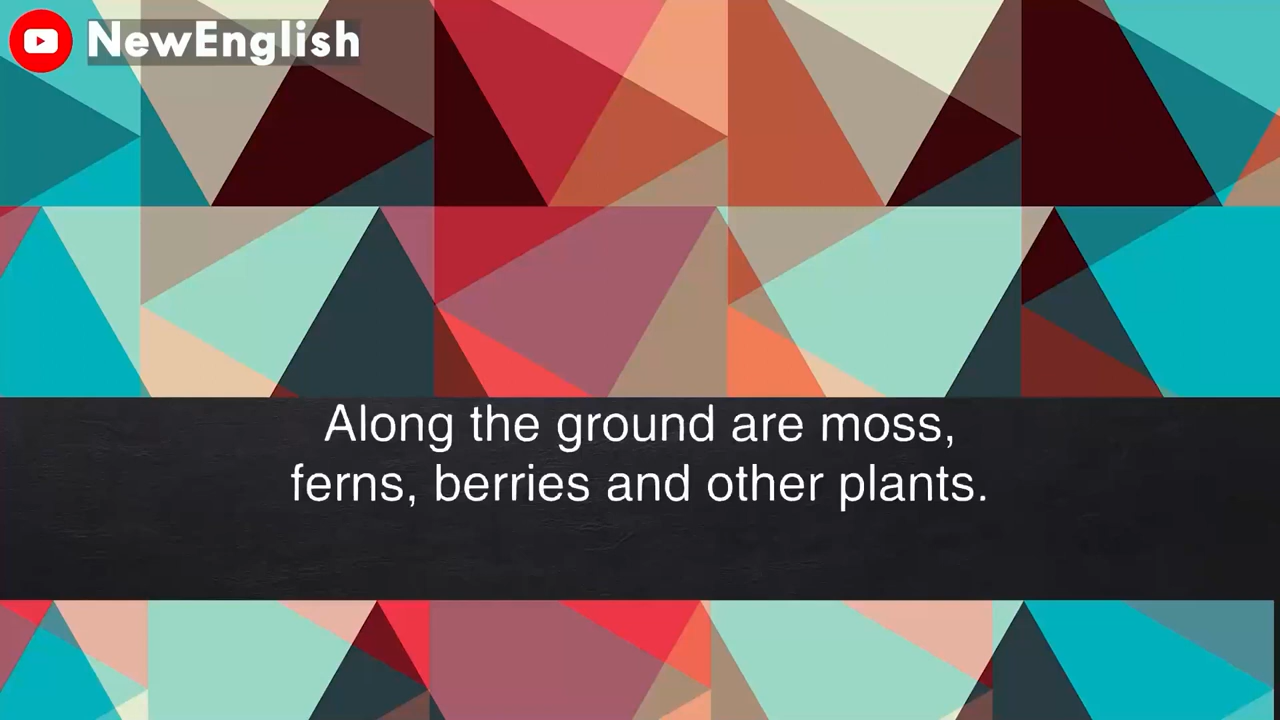 NewEnglish
Along the ground are moss,
ferns, berries and other plants.